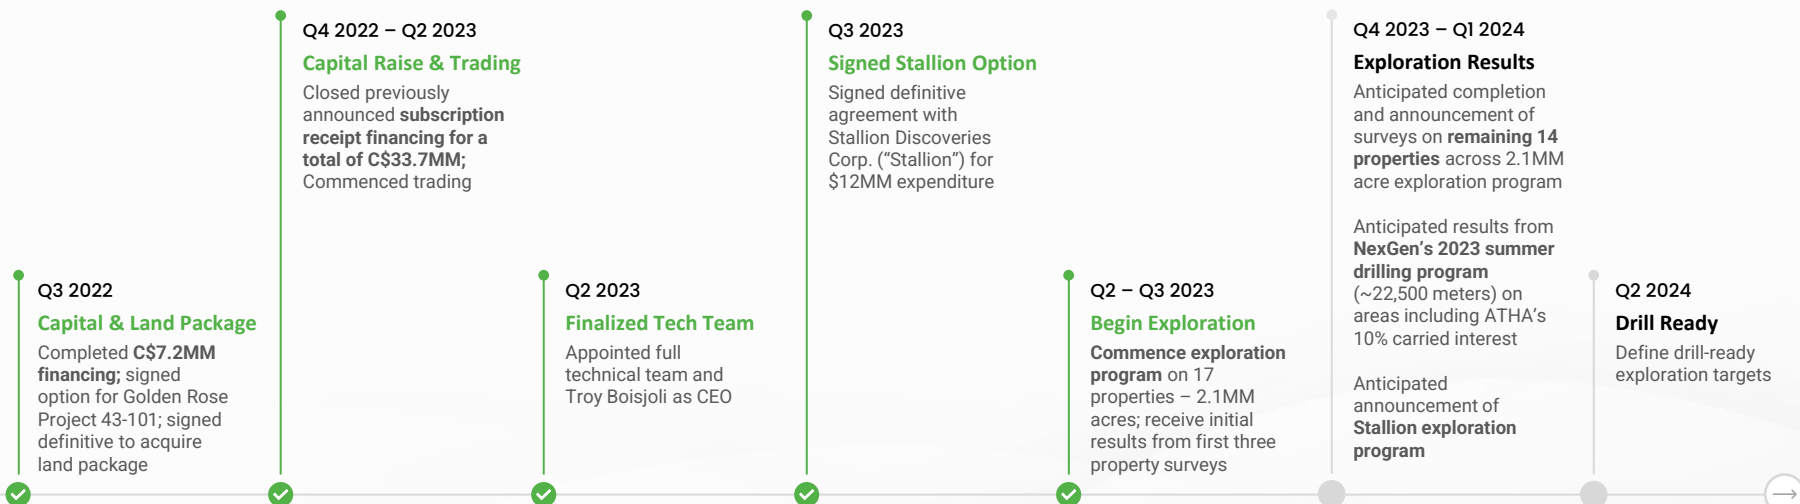 Q3 2022
Capital & Land Package
Completed C$7.2MM
financing; signed
option for Golden Rose
Project 43-101; signed
definitive to acquire
land package
Q4 2022 – Q2 2023
Capital Raise & Trading
Closed previously
announced subscription
receipt financing for a
total of C$33.7MM;
Commenced trading
Q2 2023
Finalized Tech Team
Appointed full
technical team and
Troy Boisjoli as CEO
Q3 2023
Signed Stallion Option
Signed definitive
agreement with
Stallion Discoveries
Corp. (“Stallion”) for
$12MM expenditure
Q2 – Q3 2023
Begin Exploration
Commence exploration
program on 17
properties – 2.1MM
acres; receive initial
results from first three
property surveys
Q4 2023 – Q1 2024
Exploration Results
Anticipated completion
and announcement of
surveys on remaining 14
properties across 2.1MM
acre exploration program
Anticipated results from
NexGen’s 2023 summer
drilling program
(~22,500 meters) on
areas including ATHA’s
10% carried interest
Anticipated
announcement of
Stallion exploration
program
Q2 2024
Drill Ready
Define drill-ready
exploration targets